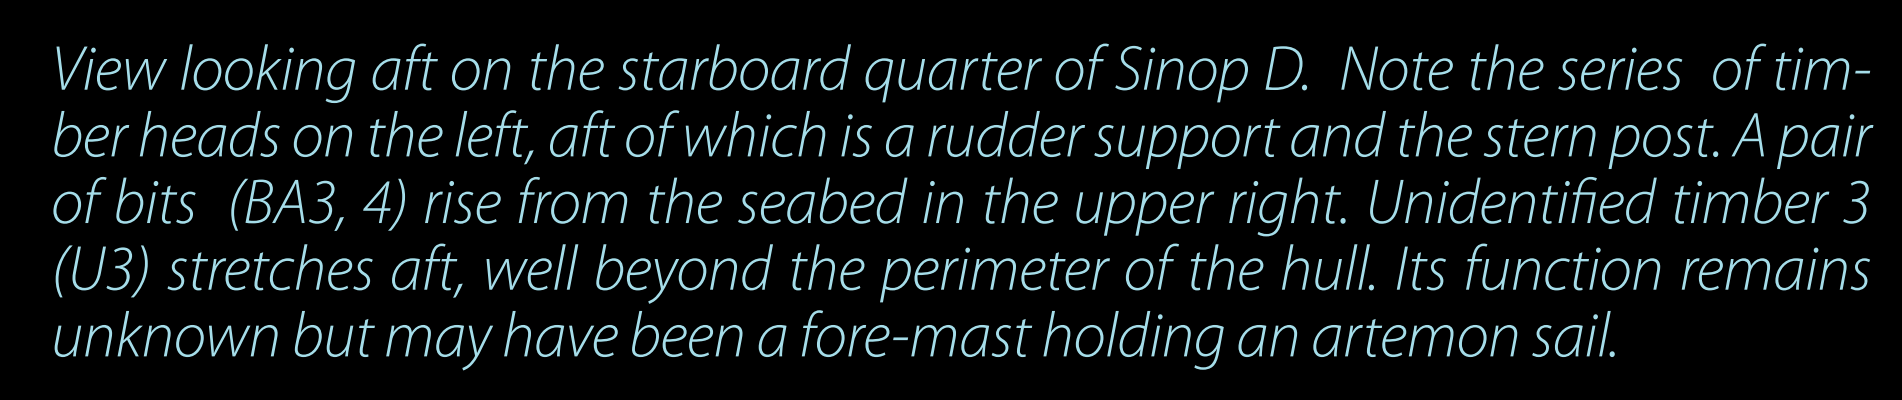 View looking aft on the starboard quarter of Sinop D.  Note the series  of tim-
ber heads on the left, aft of which is a rudder support and the stern post. A pair
of bits  (BA3, 4) rise from the seabed in the upper right. Unidentified timber 3
(U3) stretches aft, well beyond the perimeter of the hull. Its function remains
unknown but may have been a fore-mast holding an artemon sail.